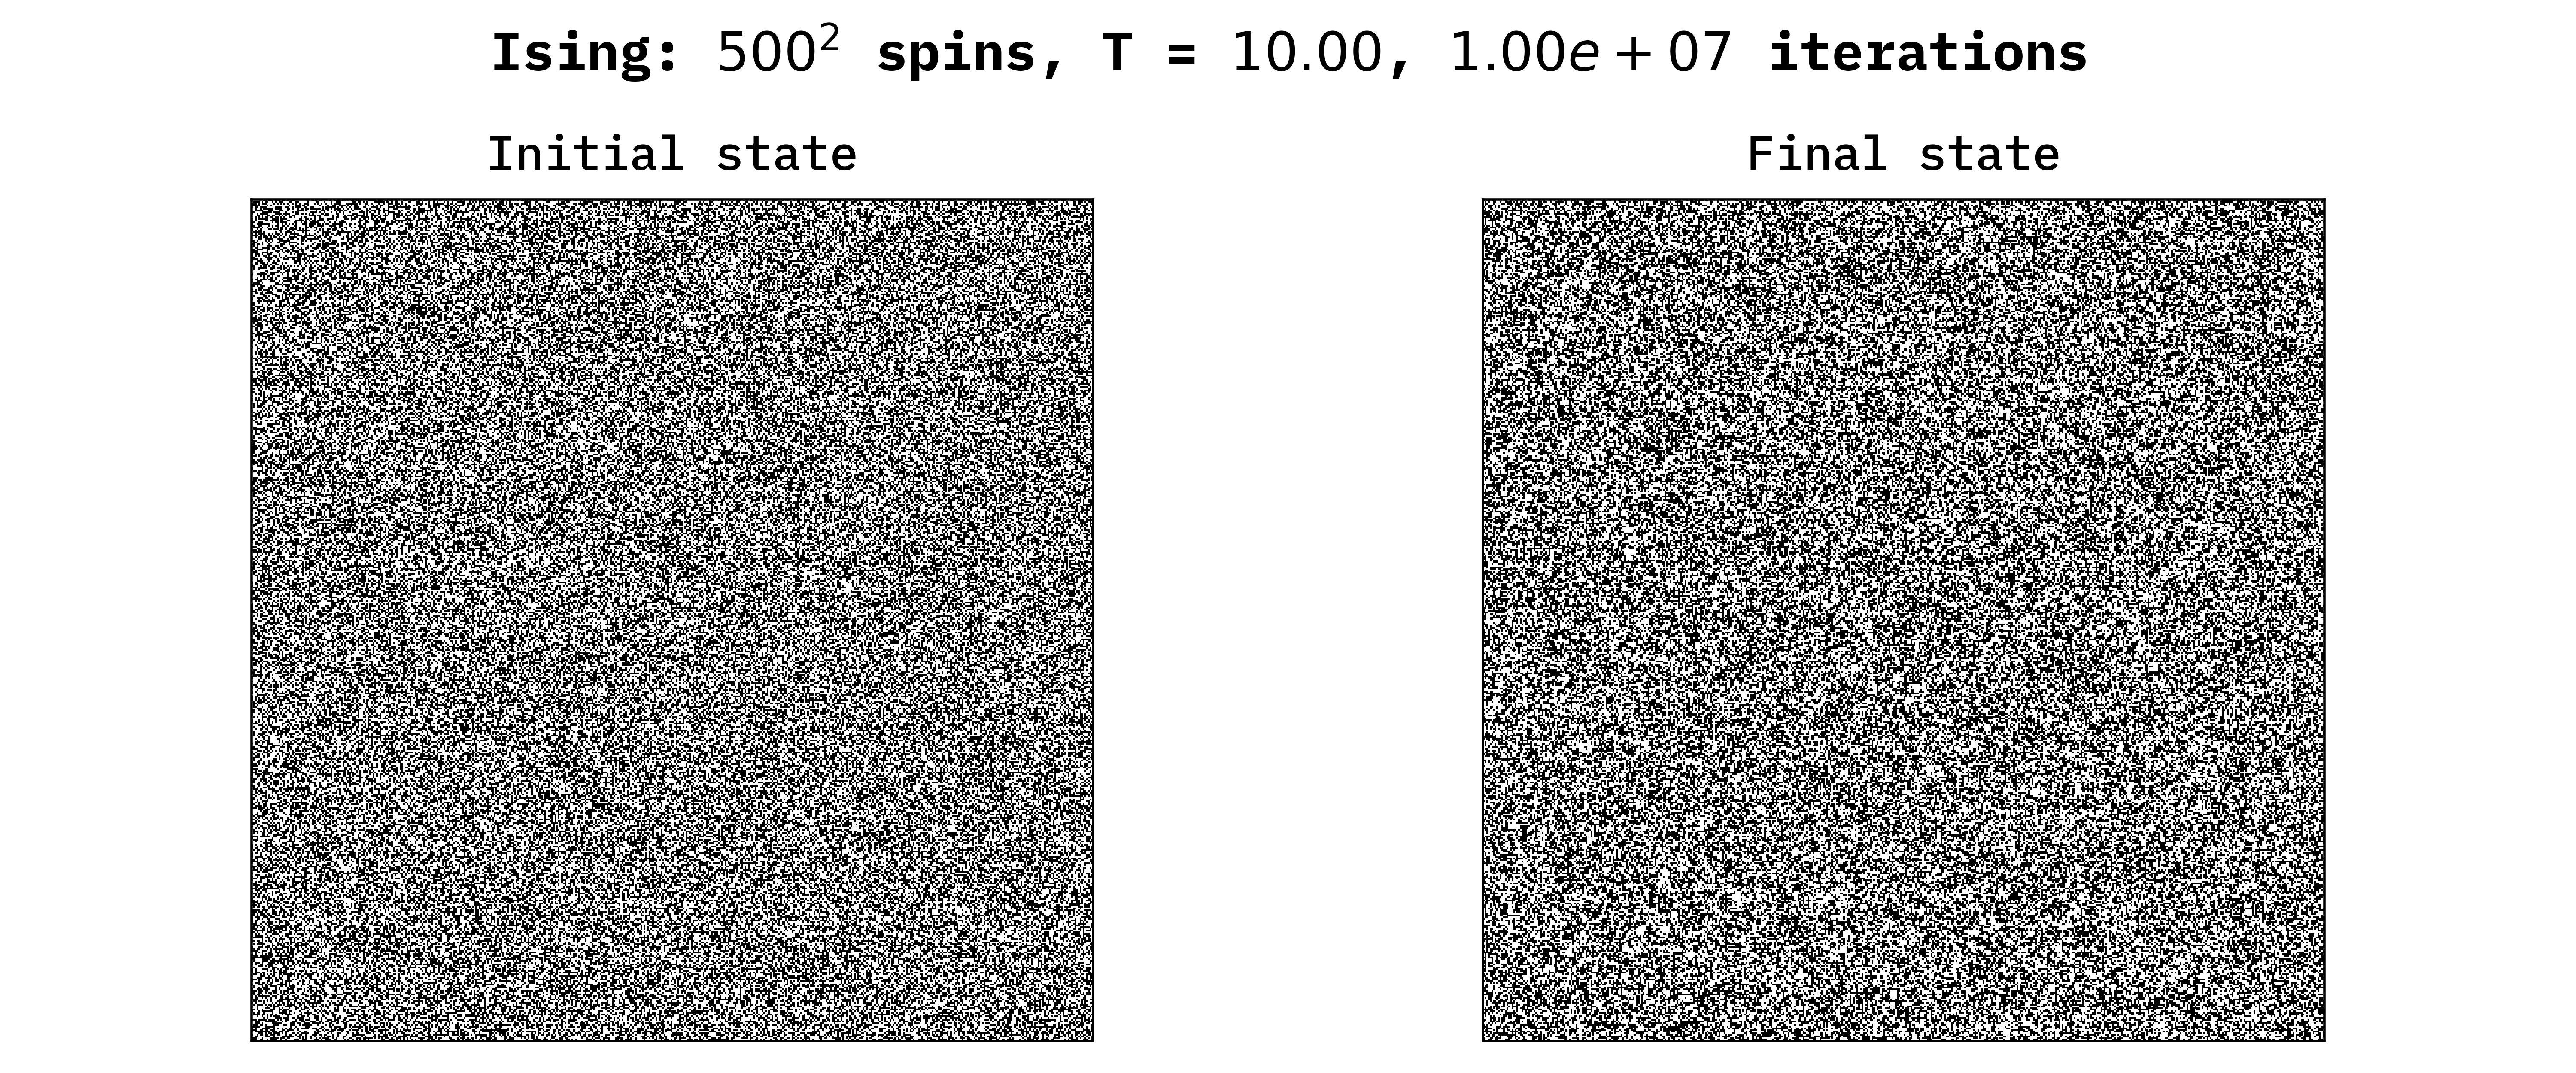 Ising: 500² spins, T = 10.00, 1.00e+07 iterations
Initial state
Final state